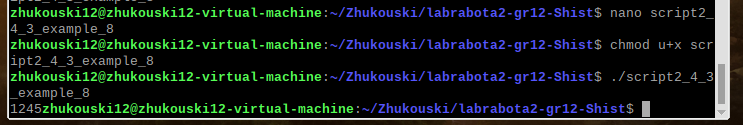 zhukouski12@zhukouski12-virtual-machine:~/Zhukouski/labrabota2-gr12-Shist$ nano script2_
4_3_example_8
zhukouski12@zhukouski12-virtual-machine:~/Zhukouski/labrabota2-gr12-Shist$ chmod u+x scr
ipt2_4_3_example_8
zhukouski12@zhukouski12-virtual-machine:~/Zhukouski/labrabota2-gr12-Shist$ ./script2_4_3
_example_8
1245zhukouski12@zhukouski12-virtual-machine:~/Zhukouski/labrabota2-gr12-Shist$